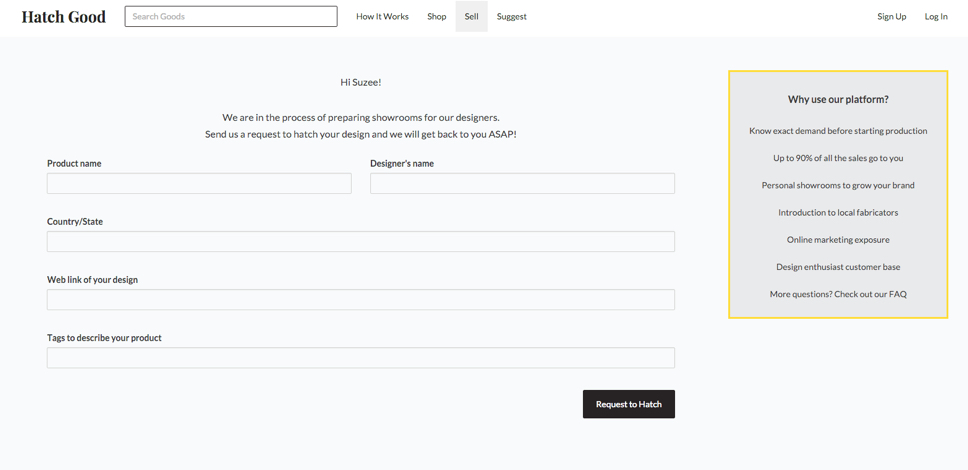 Hatch Good
Search Goods
How It Works
Shop
Sell
Suggest
Sign Up
Log In
Hi Suzee!
We are in the process of preparing showrooms for our designers.
Send us a request to hatch your design and we will get back to you ASAP!
Product name
Designer's name
Country/State
Web link of your design
Tags to describe your product
Request to Hatch
Why use our platform?
Know exact demand before starting production
Up to 90% of all the sales go to you
Personal showrooms to grow your brand
Introduction to local fabricators
Online marketing exposure
Design enthusiast customer base
More questions? Check out our FAQ